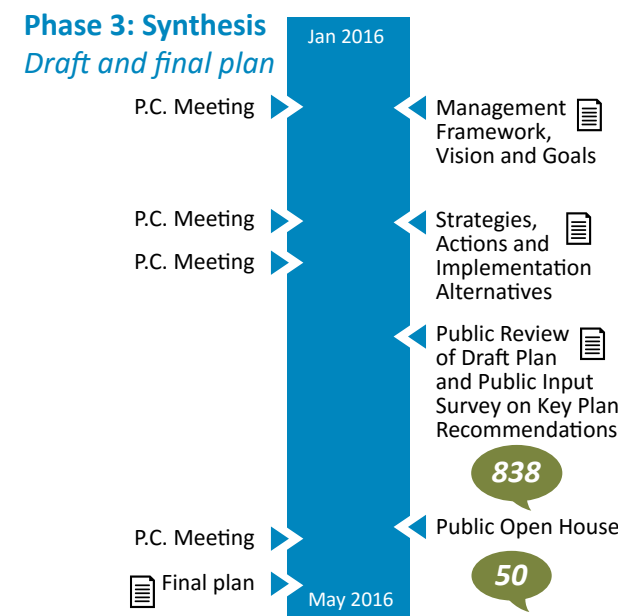 Phase 3: Synthesis
Draft and final plan
Jan 2016
P.C. Meeting
Management
Framework,
Vision and Goals
P.C. Meeting
Strategies,
Actions and
Implementation
Alternatives
P.C. Meeting
Public Review
of Draft Plan
and Public Input
Survey on Key Plan
Recommendations
838
Public Open House
P.C. Meeting
50
Final plan
May 2016